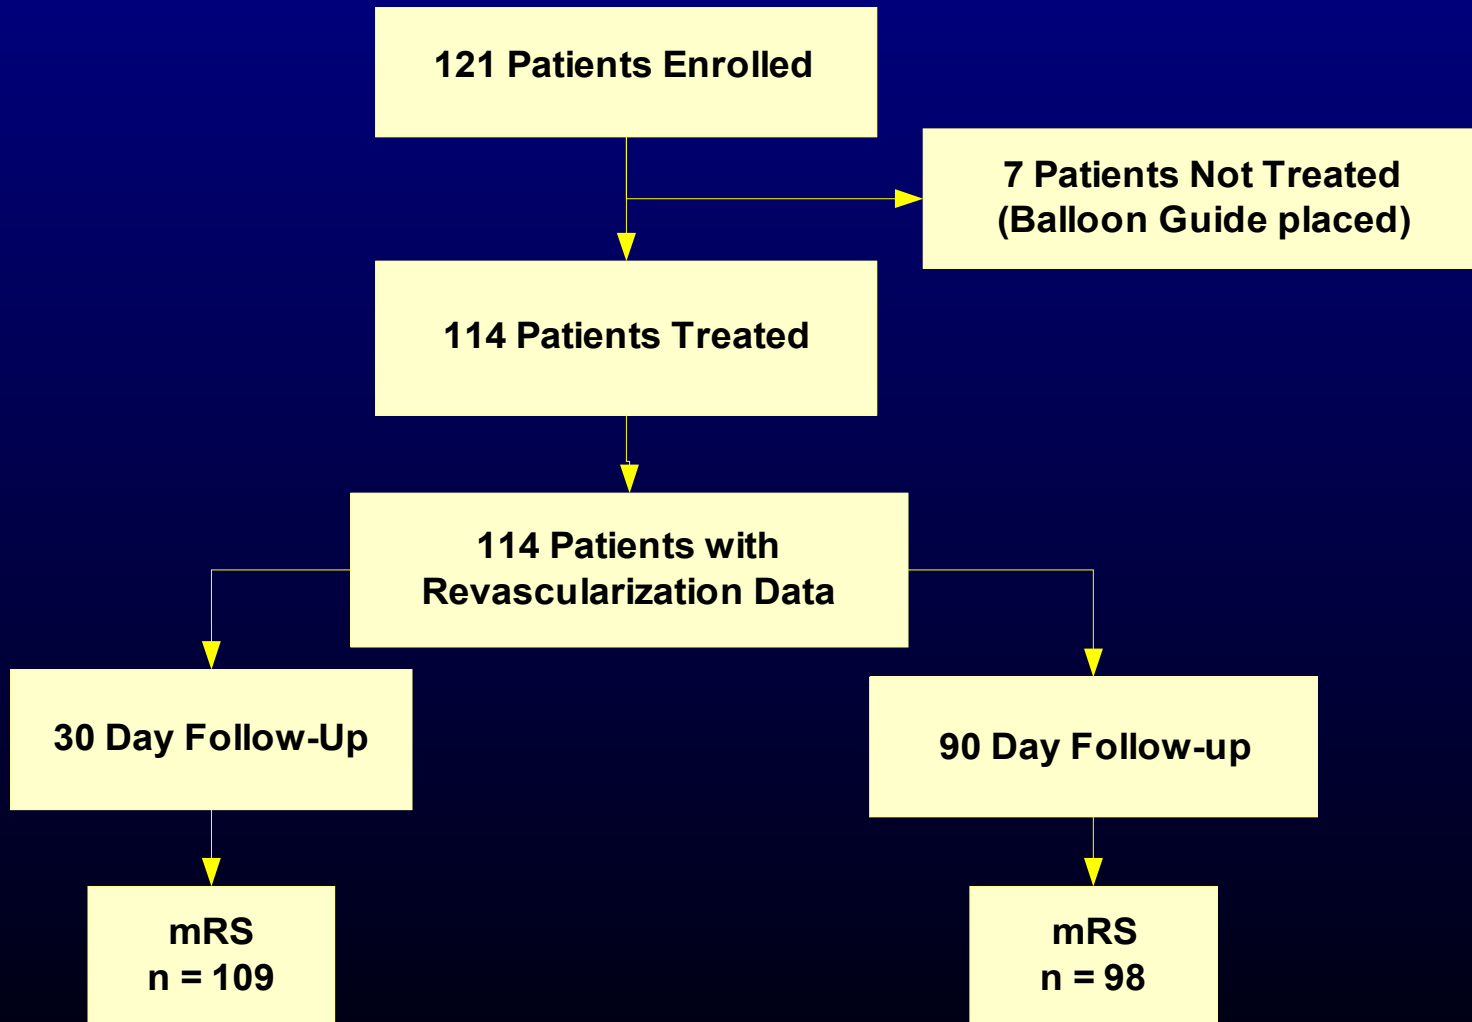 121 Patients Enrolled
7 Patients Not Treated
(Balloon Guide placed)
114 Patients Treated
114 Patients with
Revascularization Data
30 Day Follow-Up
90 Day Follow-up
mRS
n = 109
mRS
n = 98